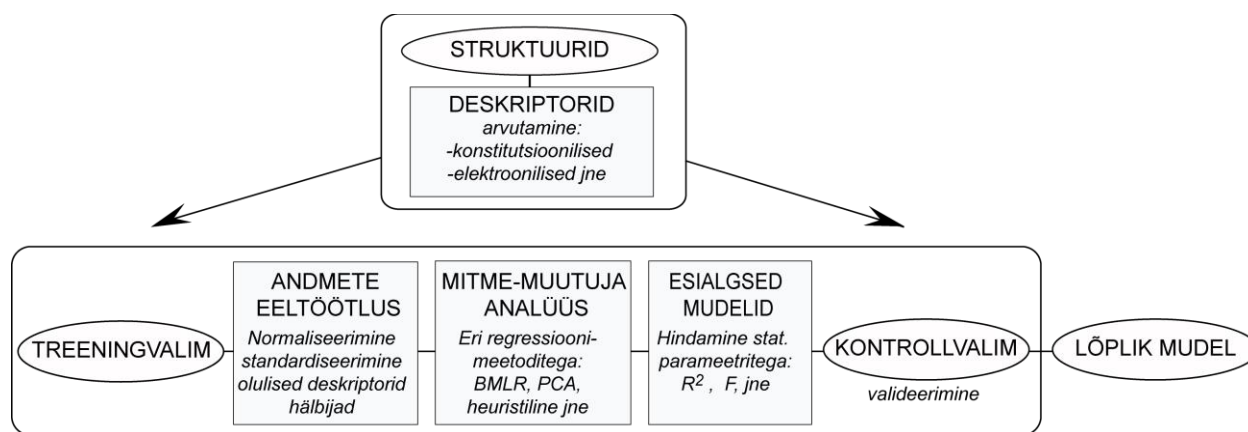 STRUKTUURID
DESKRIPTORID
arvutamine:
-konstitutsioonilised
-elektroonilised jne
TREENINGVALIM
ANDMETE
EELTÖÖTLUS
Normaliseerimine
standardiseerimine
olulised deskriptorid
hälbijad
MITME-MUUTUJA
ANALÜÜS
Eri regressiooni-
meetoditega:
BMLR, PCA,
heuristiline jne
ESIALGSED
MUDELID
Hindamine stat.
parameetritega:
R² , F, jne
KONTROLLVALIM
valideerimine
LÕPLIK MUDEL